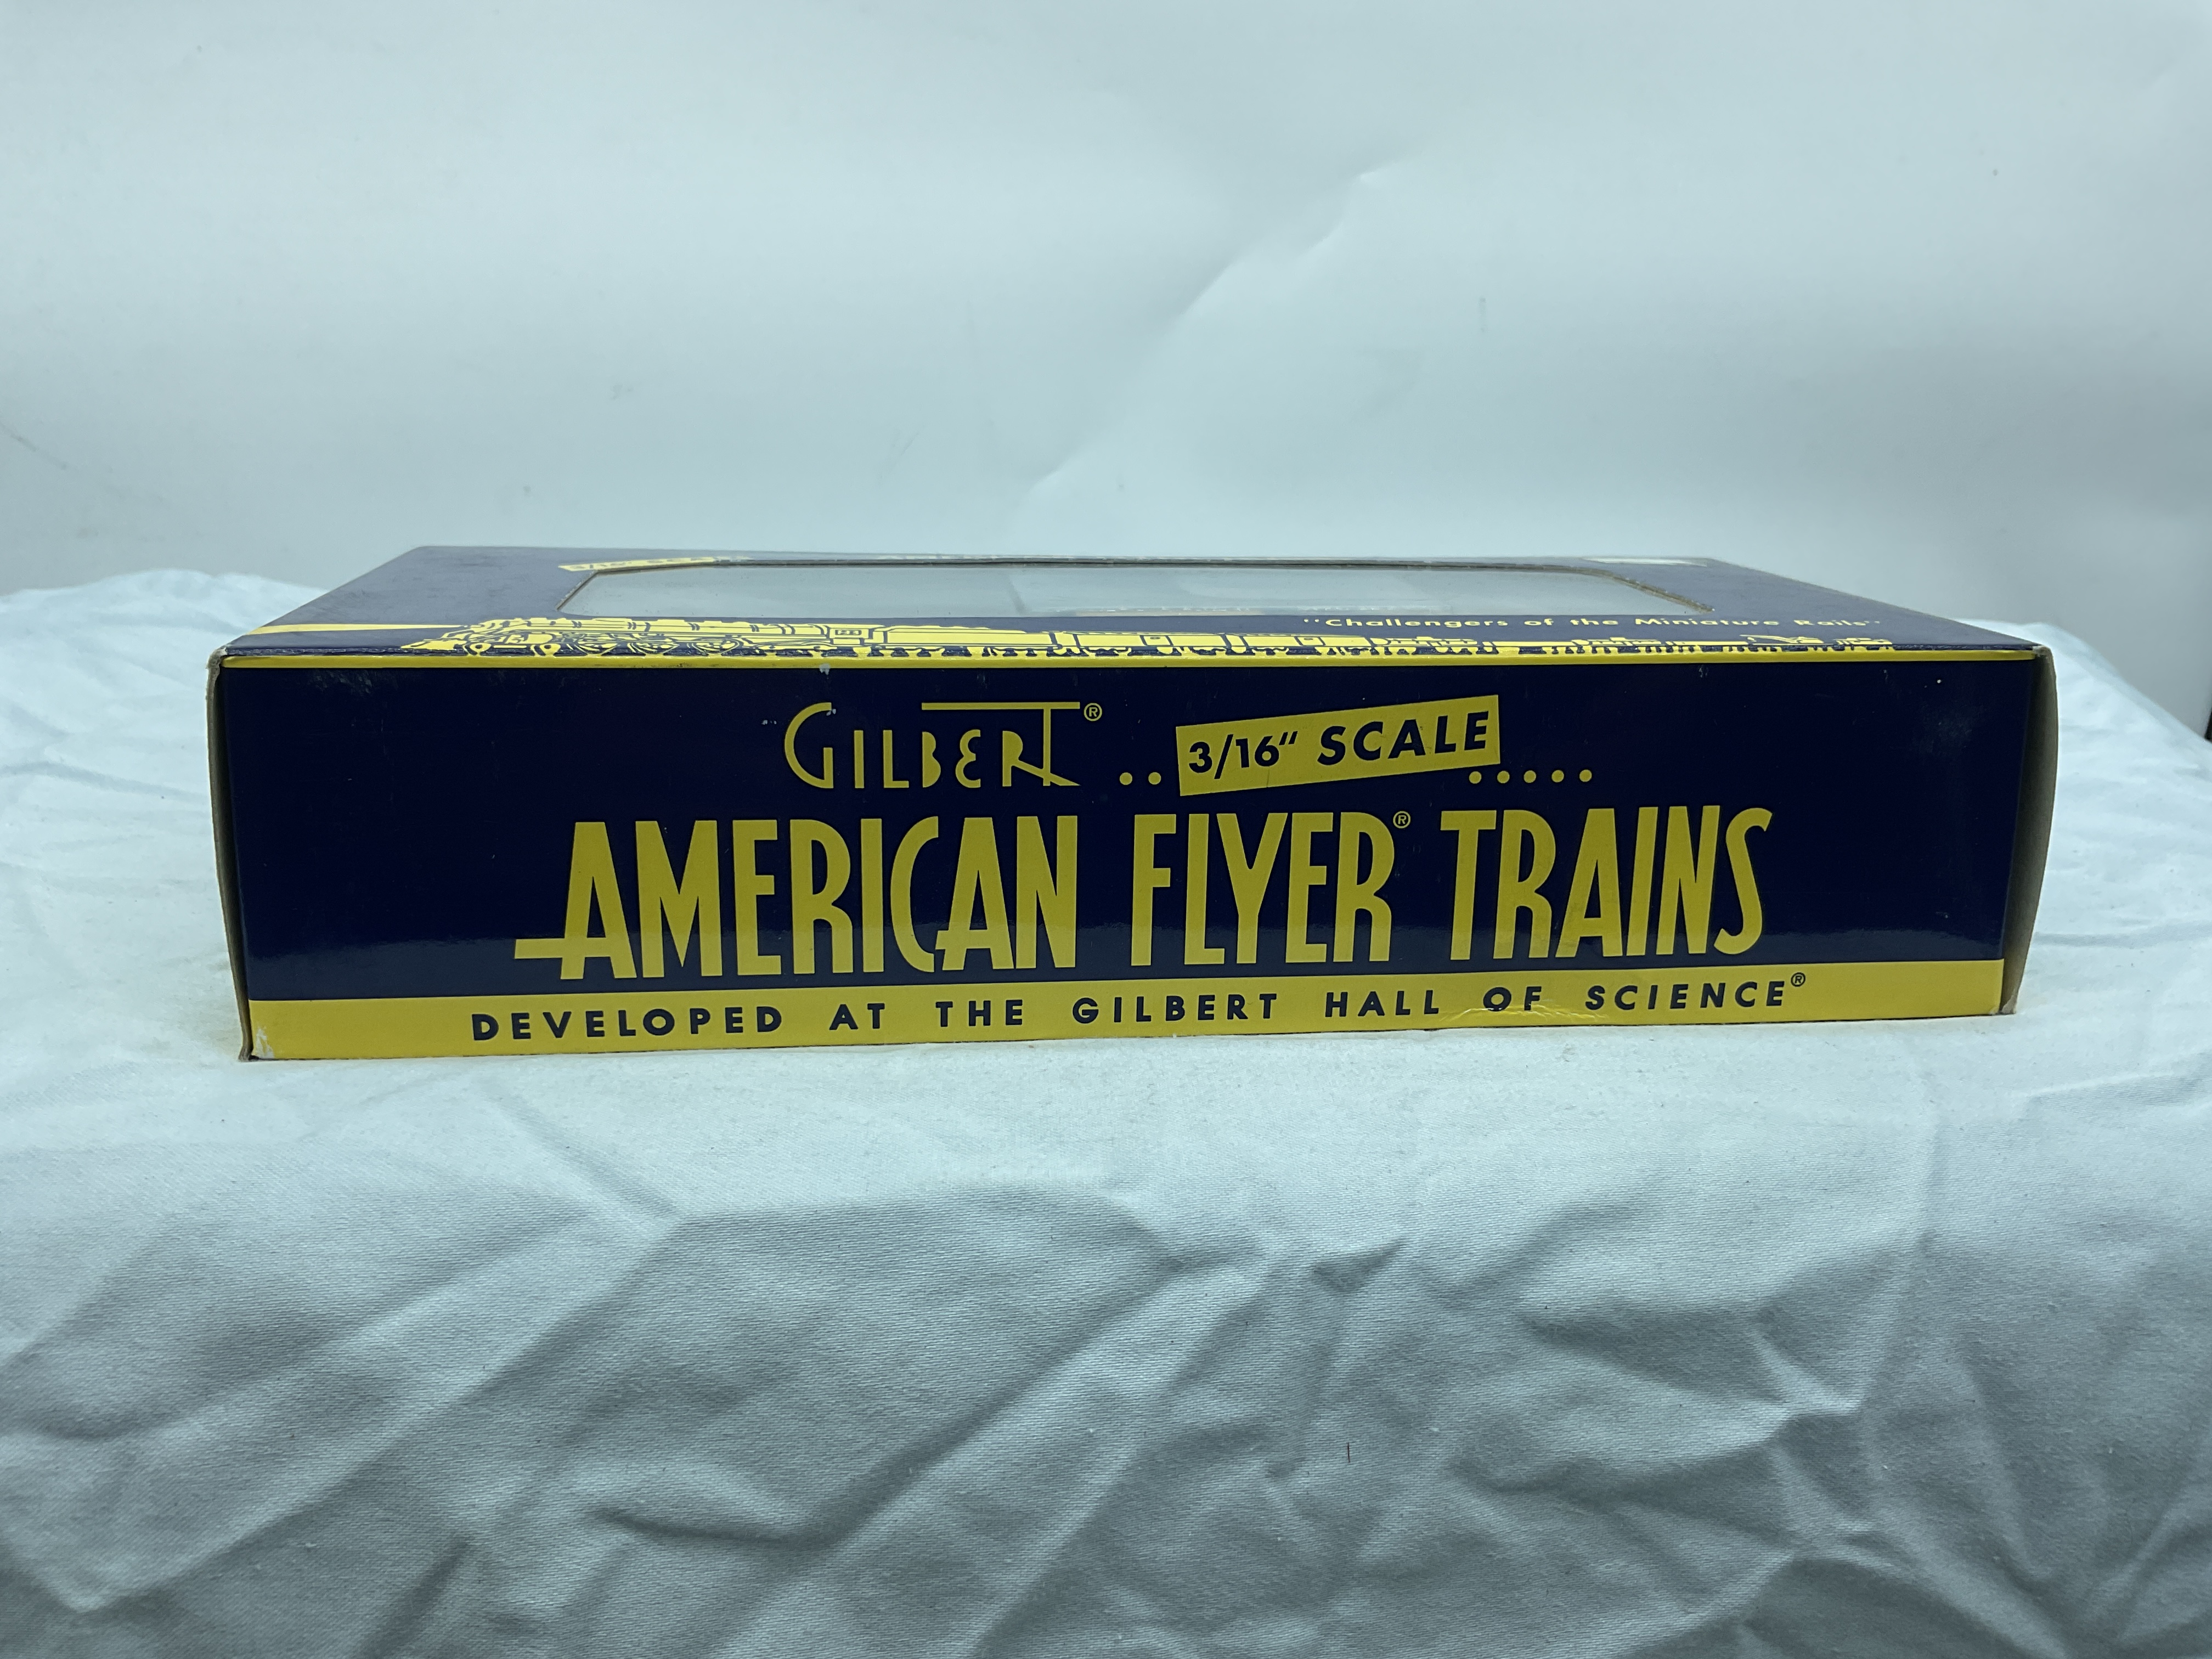 "Challengers of the Miniature Rails"
GILBERT® .. 3/16" SCALE .....
AMERICAN FLYER® TRAINS
DEVELOPED AT THE GILBERT HALL OF SCIENCE®